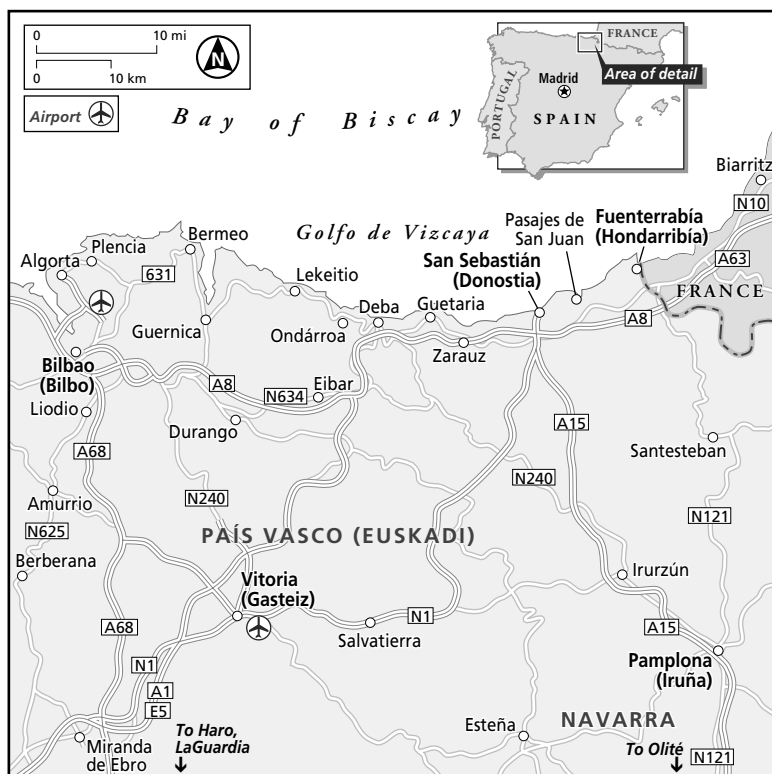 0 10 mi
0 10 km
N
Airport
FRANCE
Area of detail
Madrid
PORTUGAL
SPAIN
Bay of Biscay
Biarritz
N10
Golfo de Vizcaya
Pasajes de
San Juan
Fuenterrabía
(Hondarribía)
San Sebastián
(Donostia)
A63
FRANCE
Algorta
Plencia
Bermeo
631
Lekeitio
Guernica
Ondárroa
Deba
Guetaria
Zarauz
A8
Bilbao
(Bilbo)
A8
N634
Eibar
Liodio
Durango
A68
A15
Santesteban
Amurrio
N240
N240
N121
N625
PAÍS VASCO (EUSKADI)
Berberana
Vitoria
(Gasteiz)
Irurzún
A68
N1
Salvatierra
A15
N1
Pamplona
(Iruña)
A1
E5
Esteña
NAVARRA
To Haro,
LaGuardia
To Olité
Miranda
de Ebro
N121